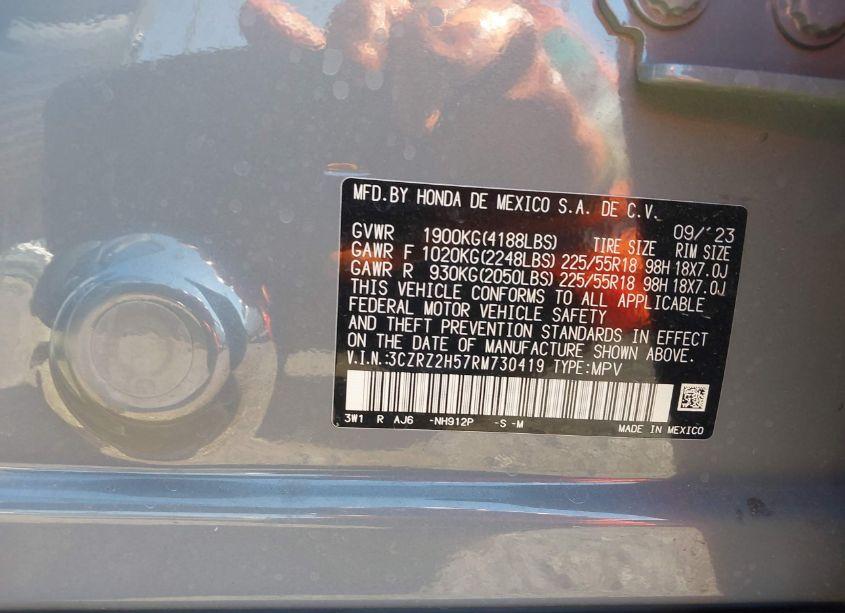 MFD.BY HONDA DE MEXICO S.A. DE C.V. 09/'23
GVWR 1900KG(4188LBS) TIRE SIZE RIM SIZE
GAWR F 1020KG(2248LBS) 225/55R18 98H 18X7.0J
GAWR R 930KG(2050LBS) 225/55R18 98H 18X7.0J
THIS VEHICLE CONFORMS TO ALL APPLICABLE
FEDERAL MOTOR VEHICLE SAFETY
AND THEFT PREVENTION STANDARDS IN EFFECT
ON THE DATE OF MANUFACTURE SHOWN ABOVE.
V.I.N.:3CZRZ2H57RM730419 TYPE:MPV
3W1 R AJ6 -NH912P -S -M
MADE IN MEXICO